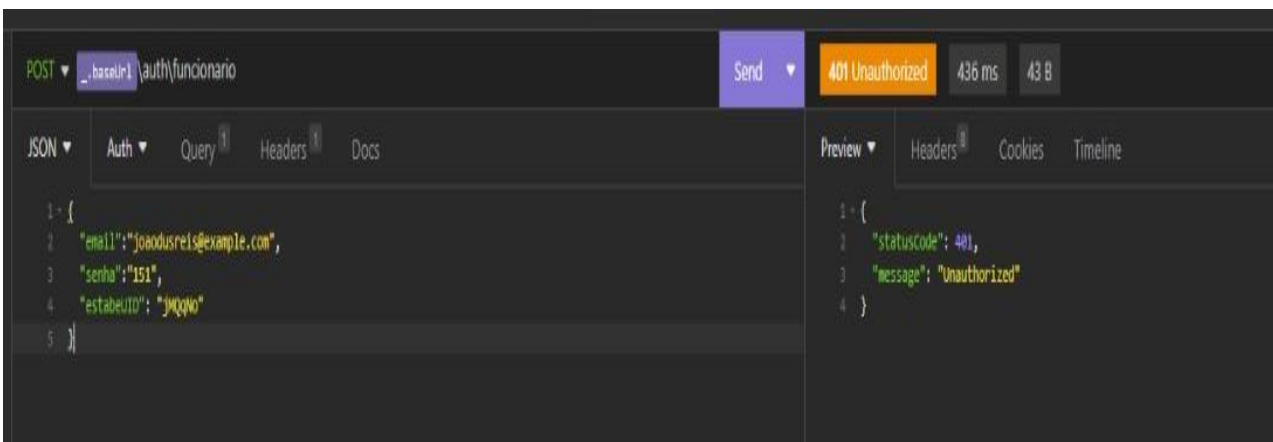 POST _.baseUrl \auth\funcionario Send 401 Unauthorized 436 ms 43 B
JSON Auth Query 1 Headers 1 Docs Preview Headers 8 Cookies Timeline
1 {
2 "email":"joaodusreis@example.com",
3 "senha":"151",
4 "estabeUID": "jMQqNo"
5 }
1 {
2 "statusCode": 401,
3 "message": "Unauthorized"
4 }